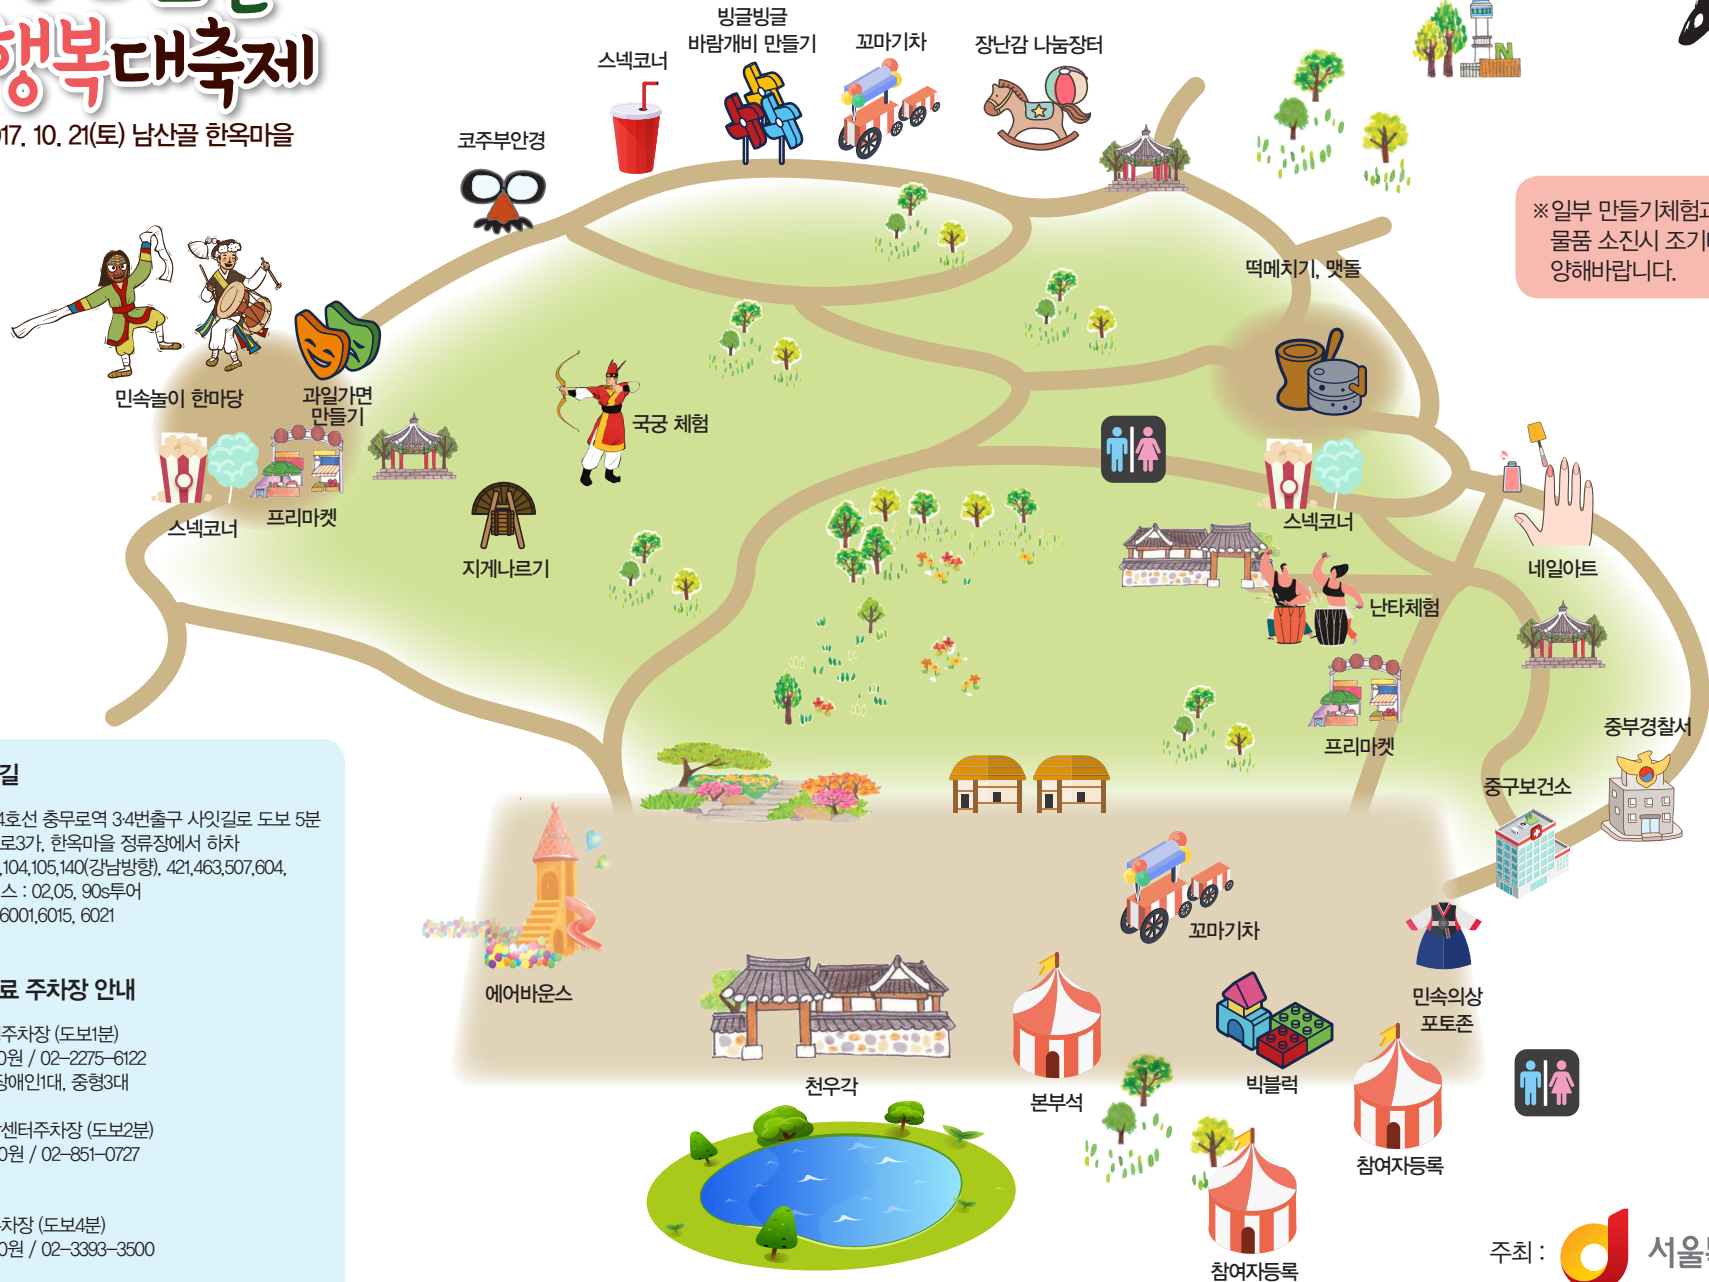 행복대축제
17. 10. 21(토) 남산골 한옥마을
빙글빙글
바람개비 만들기
꼬마기차
장난감 나눔장터
스넥코너
코주부안경
※일부 만들기체험과
물품 소진시 조기
양해바랍니다.
떡메치기, 맷돌
민속놀이 한마당
과일가면
만들기
국궁 체험
스넥코너
프리마켓
지게나르기
스넥코너
네일아트
난타체험
프리마켓
중부경찰서
중구보건소
길
4호선 충무로역 3·4번출구 사잇길로 도보 5분
로3가, 한옥마을 정류장에서 하차
,104,105,140(강남방향), 421,463,507,604,
스 : 02,05, 90s투어
6001,6015, 6021
료 주차장 안내
주차장 (도보1분)
0원 / 02-2275-6122
장애인1대, 중형3대
센터주차장 (도보2분)
0원 / 02-851-0727
차장 (도보4분)
0원 / 02-3393-3500
꼬마기차
에어바운스
민속의상
포토존
천우각
본부석
빅블럭
참여자등록
참여자등록
주최 :
서울